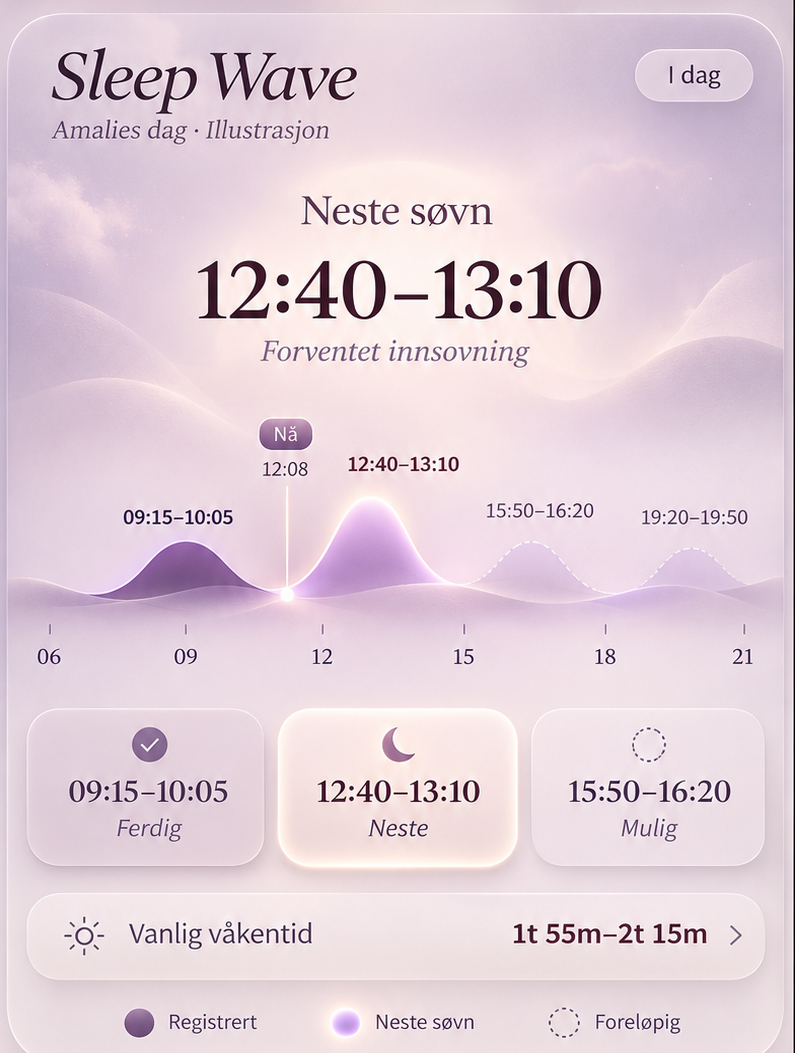 Sleep Wave
I dag
Amalies dag · Illustrasjon
Neste søvn
12:40–13:10
Forventet innsovning
Nå
12:08
12:40–13:10
09:15–10:05
15:50–16:20
19:20–19:50
06 09 12 15 18 21
09:15–10:05
Ferdig
12:40–13:10
Neste
15:50–16:20
Mulig
Vanlig våkentid
1t 55m–2t 15m
Registrert
Neste søvn
Foreløpig